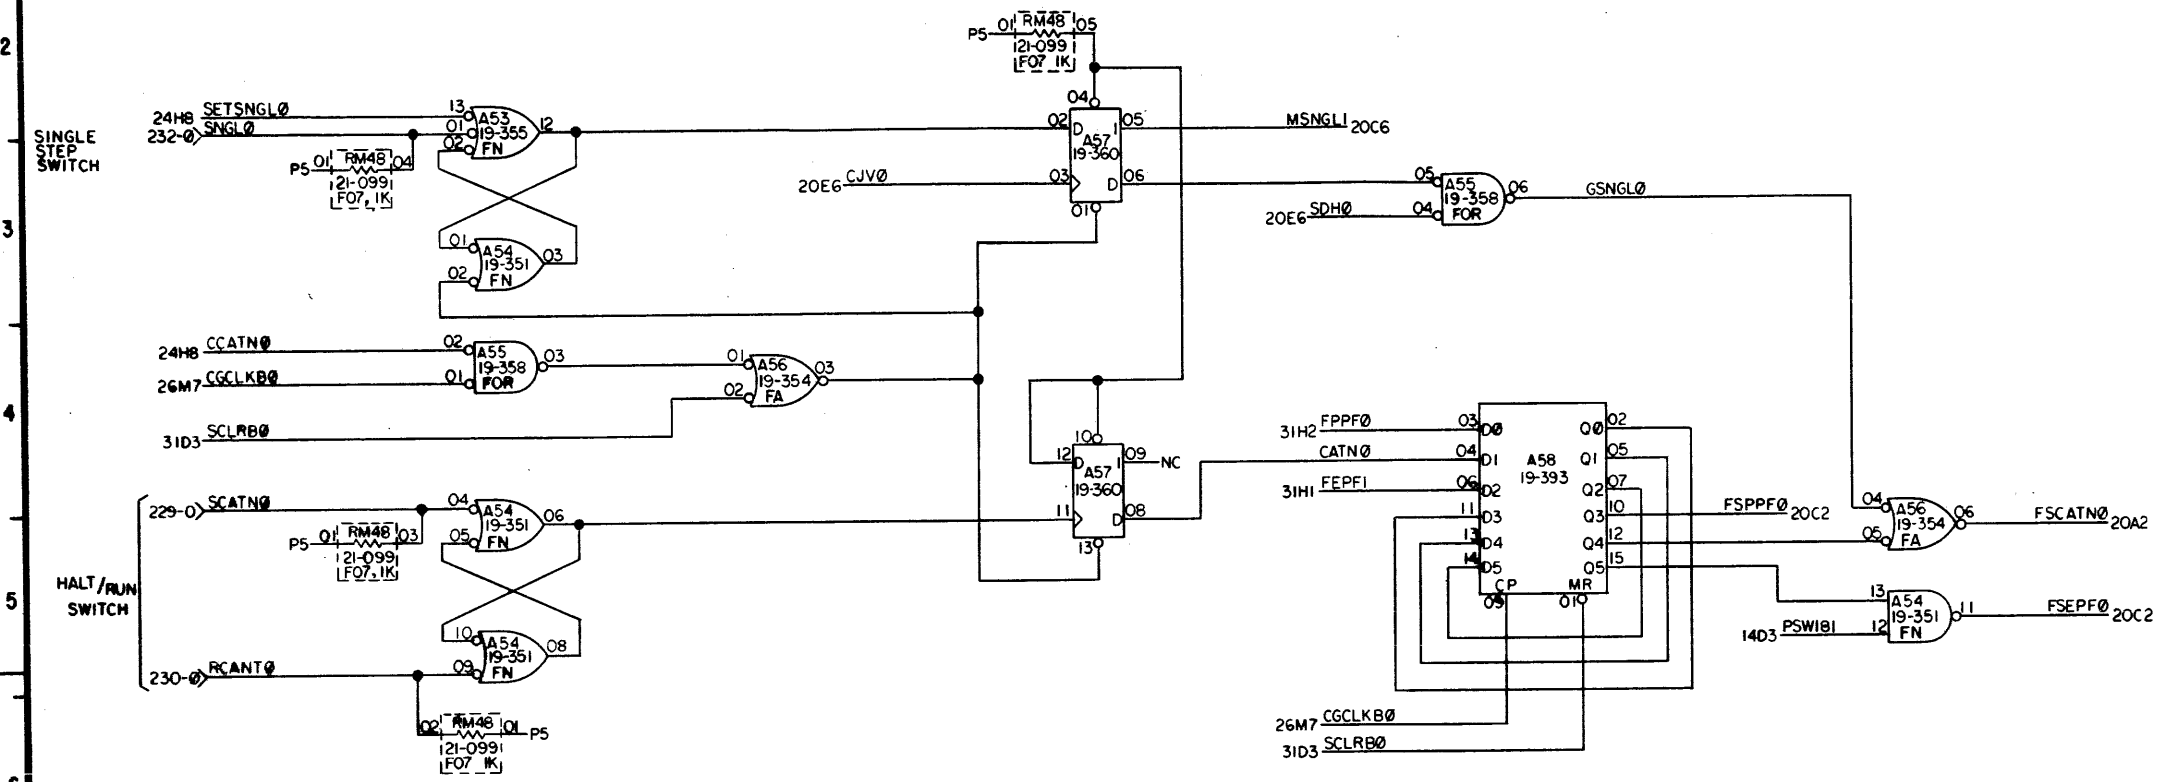 2
3
4
5
SINGLE
STEP
SWITCH
24H8 SETSNGLØ
232-0 SNGLØ
P5 01 RM48 04
21-099
F07, 1K
13
01
02
A53
19-355
FN
12
01
02
A54
19-351
FN
03
P5 01 RM48 05
21-099
F07 1K
04
02 D 1 05
A57
19-360
03 D 06
01
MSNGL1 20C6
20E6 CJVØ
20E6 SDHØ
05
04
A55
19-358
FOR
06
GSNGLØ
24H8 CCATNØ
26M7 CGCLKBØ
02
01
A55
19-358
FOR
03
01
02
A56
19-354
FA
03
31D3 SCLRBØ
HALT/RUN
SWITCH
229-0 SCATNØ
P5 01 RM48 03
21-099
F07, 1K
04
05
A54
19-351
FN
06
10
09
A54
19-351
FN
08
230-0 RCANTØ
02 RM48 01 P5
21-099
F07 1K
10
12 D 1 09 NC
A57
19-360
11 D 08
13
31H2 FPPFØ
CATNØ
31H1 FEPF1
03 DØ QØ 02
04 D1 Q1 05
A58
19-393
06 D2 Q2 07
11 D3 Q3 10
13 D4 Q4 12
14 D5 Q5 15
CP MR
09 01
FSPPFØ 20C2
04
05
A56
19-354
FA
06
FSCATNØ 20A2
13
12
A54
19-351
FN
11
FSEPFØ 20C2
14D3 PSW181
26M7 CGCLKBØ
31D3 SCLRBØ